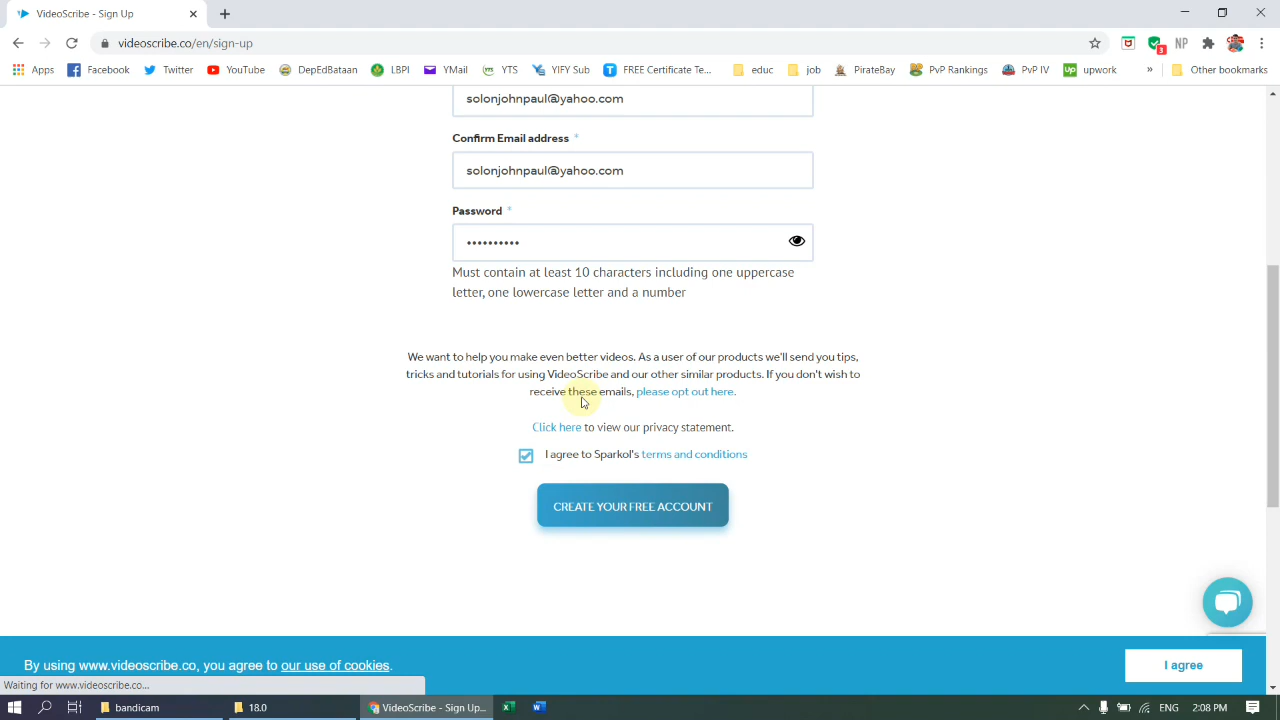 VideoScribe - Sign Up
videoscribe.co/en/sign-up
3
NP
Apps
Facebook
Twitter
YouTube
DepEdBataan
LBPI
YMail
YTS
YIFY Sub
FREE Certificate Te...
educ
job
PirateBay
PvP Rankings
PvP IV
upwork
»
Other bookmarks
solonjohnpaul@yahoo.com
Confirm Email address *
solonjohnpaul@yahoo.com
Password *
••••••••••
Must contain at least 10 characters including one uppercase
letter, one lowercase letter and a number
We want to help you make even better videos. As a user of our products we'll send you tips,
tricks and tutorials for using VideoScribe and our other similar products. If you don't wish to
receive these emails, please opt out here.
Click here to view our privacy statement.
I agree to Sparkol's terms and conditions
CREATE YOUR FREE ACCOUNT
By using www.videoscribe.co, you agree to our use of cookies.
I agree
Waiting for www.videoscribe.co...
bandicam
18.0
VideoScribe - Sign Up...
ENG
2:08 PM